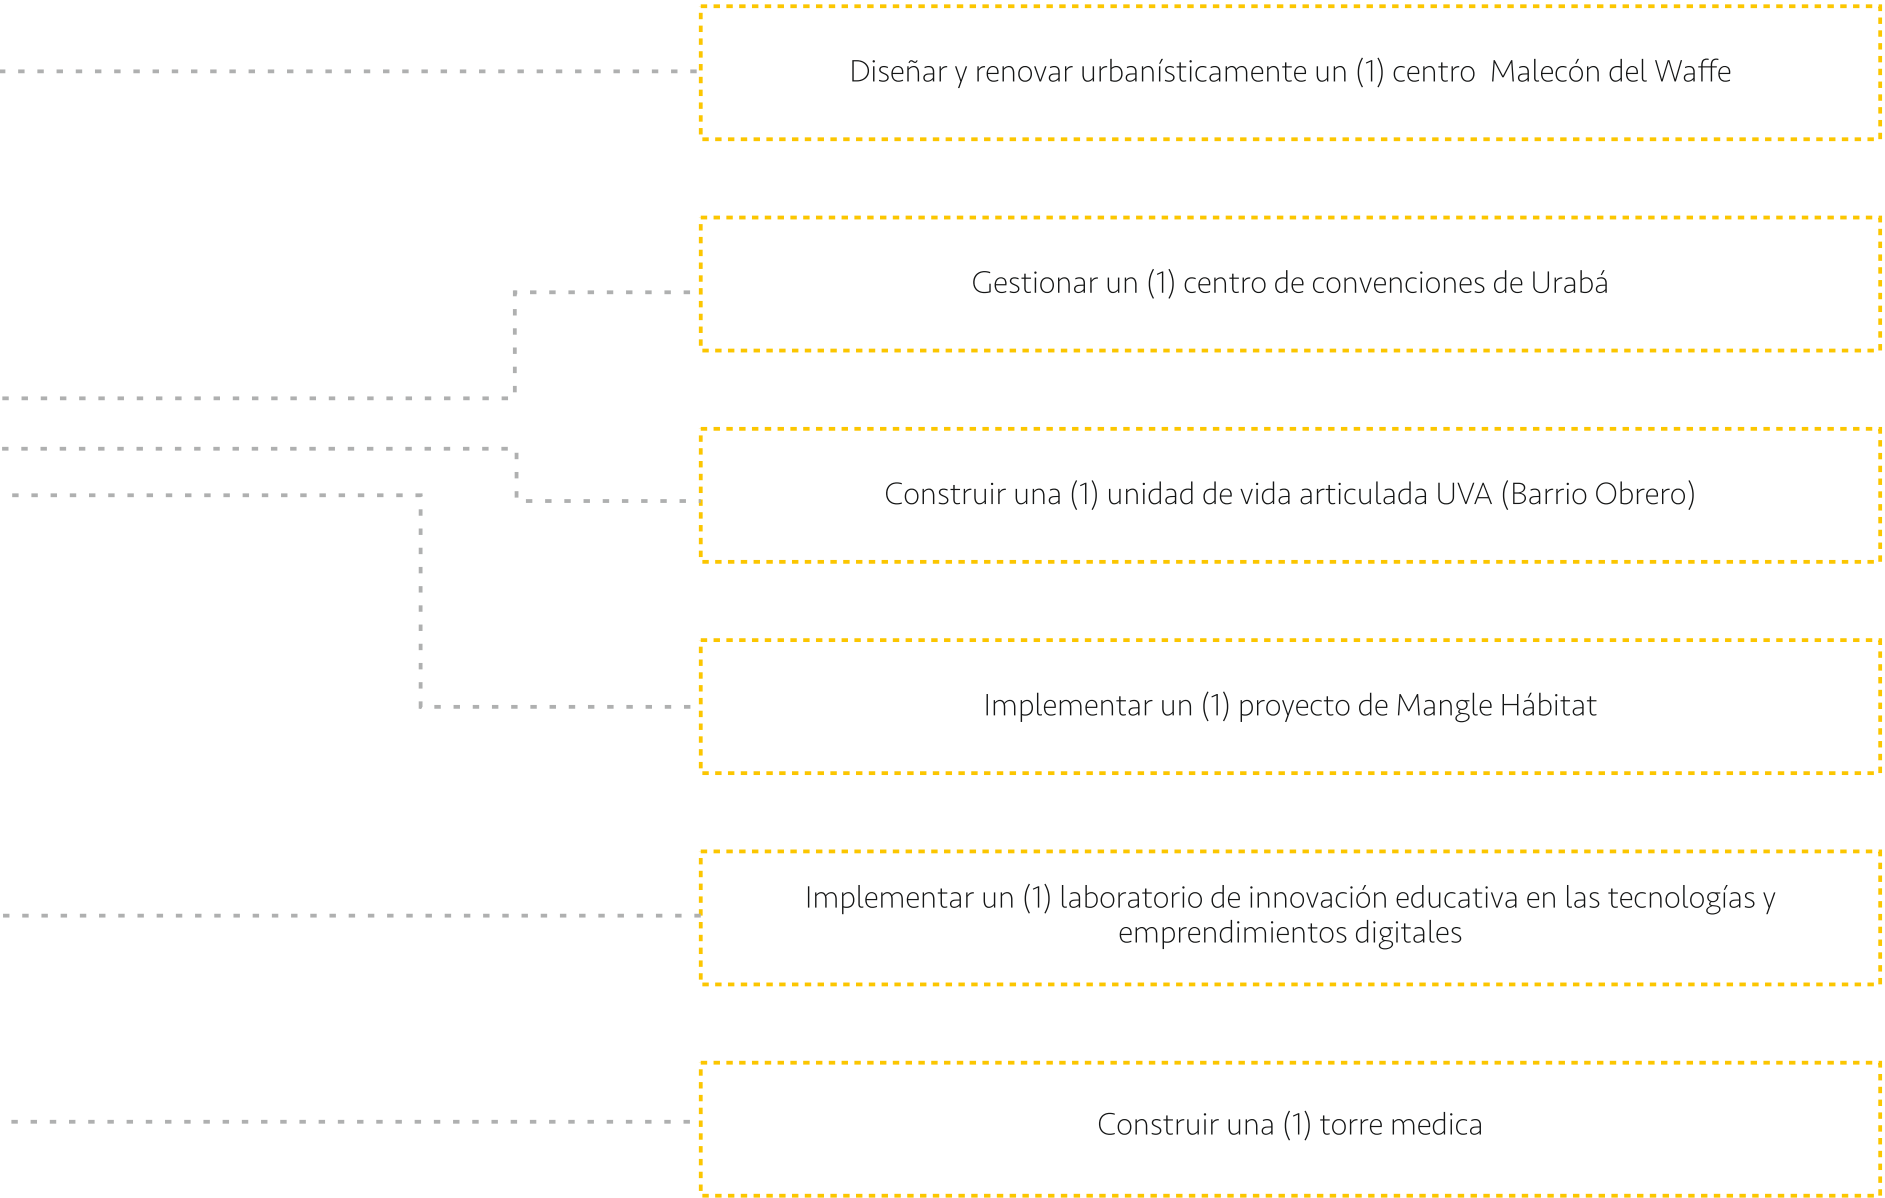 Diseñar y renovar urbanísticamente un (1) centro  Malecón del Waffe
Gestionar un (1) centro de convenciones de Urabá
Construir una (1) unidad de vida articulada UVA (Barrio Obrero)
Implementar un (1) proyecto de Mangle Hábitat
Implementar un (1) laboratorio de innovación educativa en las tecnologías y
emprendimientos digitales
Construir una (1) torre medica